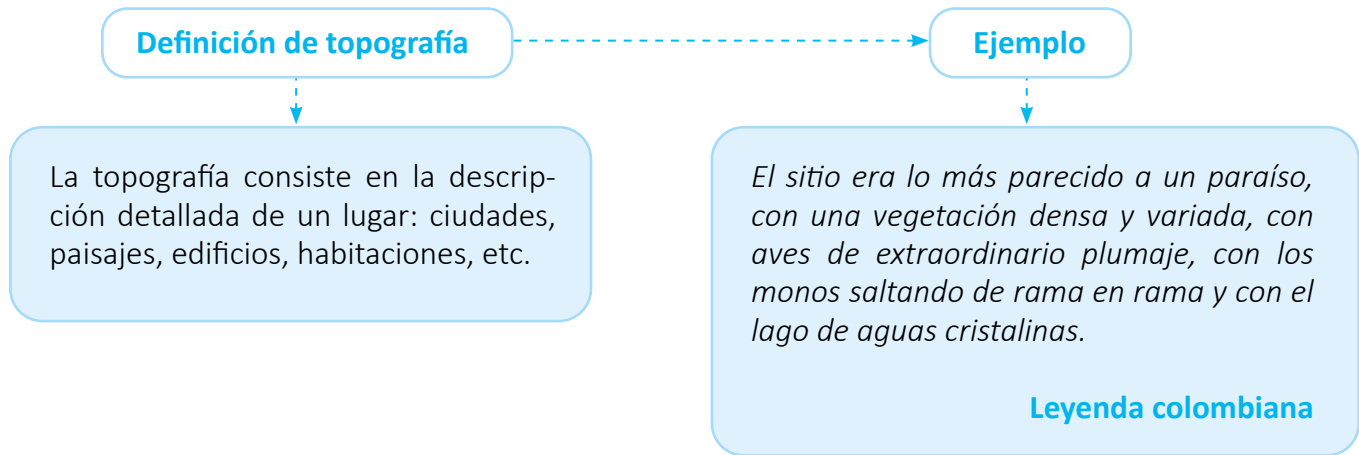 Definición de topografía
Ejemplo
La topografía consiste en la descrip-
ción detallada de un lugar: ciudades,
paisajes, edificios, habitaciones, etc.
El sitio era lo más parecido a un paraíso,
con una vegetación densa y variada, con
aves de extraordinario plumaje, con los
monos saltando de rama en rama y con el
lago de aguas cristalinas.
Leyenda colombiana